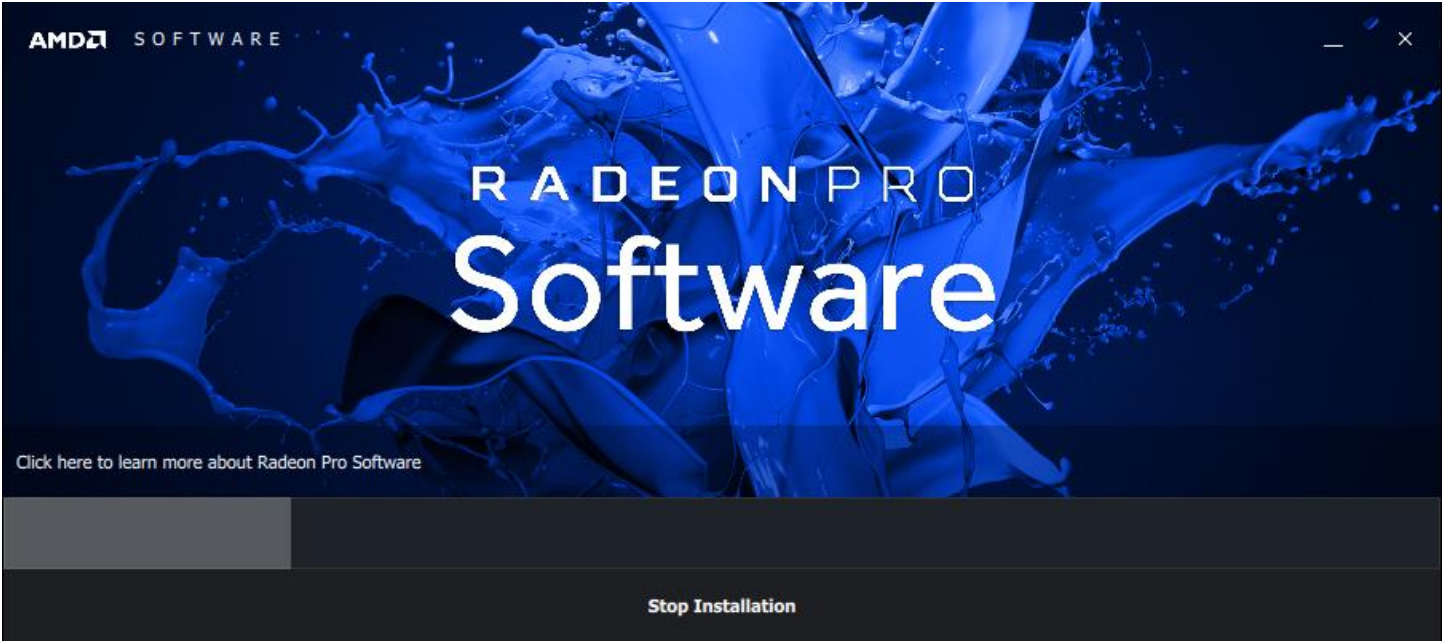 AMD SOFTWARE
RADEON PRO
Software
Click here to learn more about Radeon Pro Software
Stop Installation